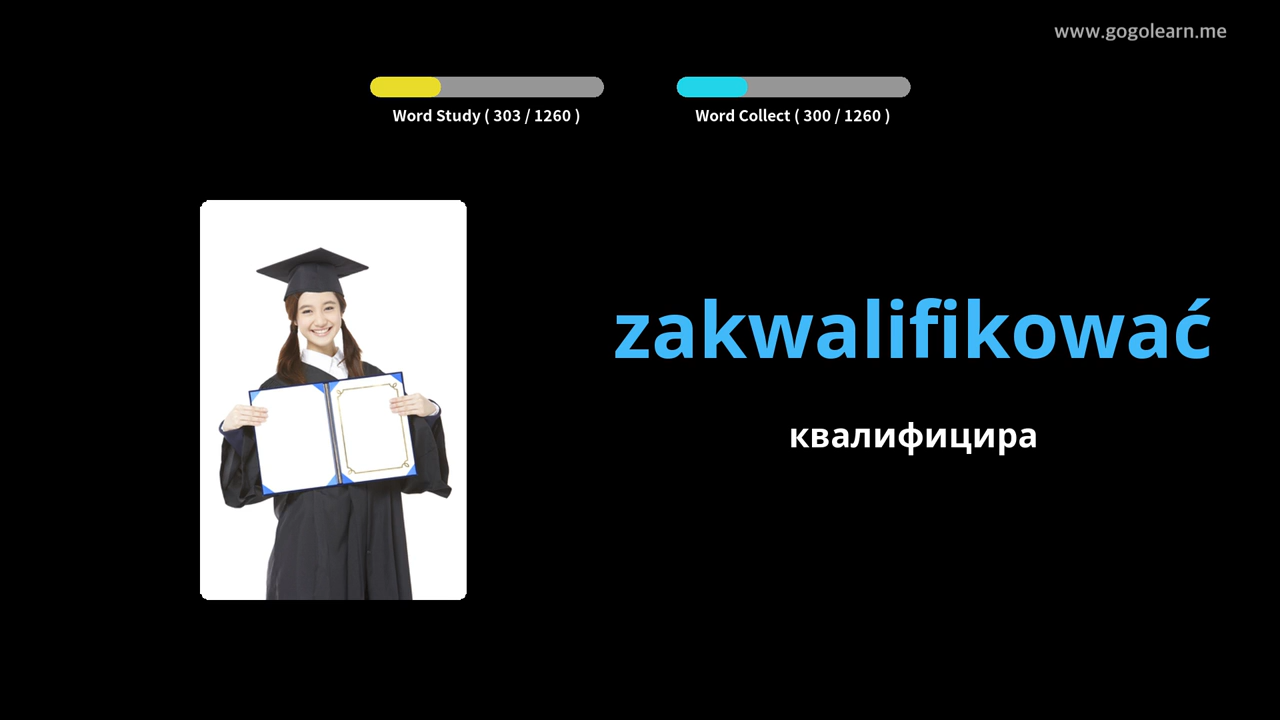 www.gogolearn.me
Word Study ( 303 / 1260 )
Word Collect ( 300 / 1260 )
zakwalifikować
квалифицира